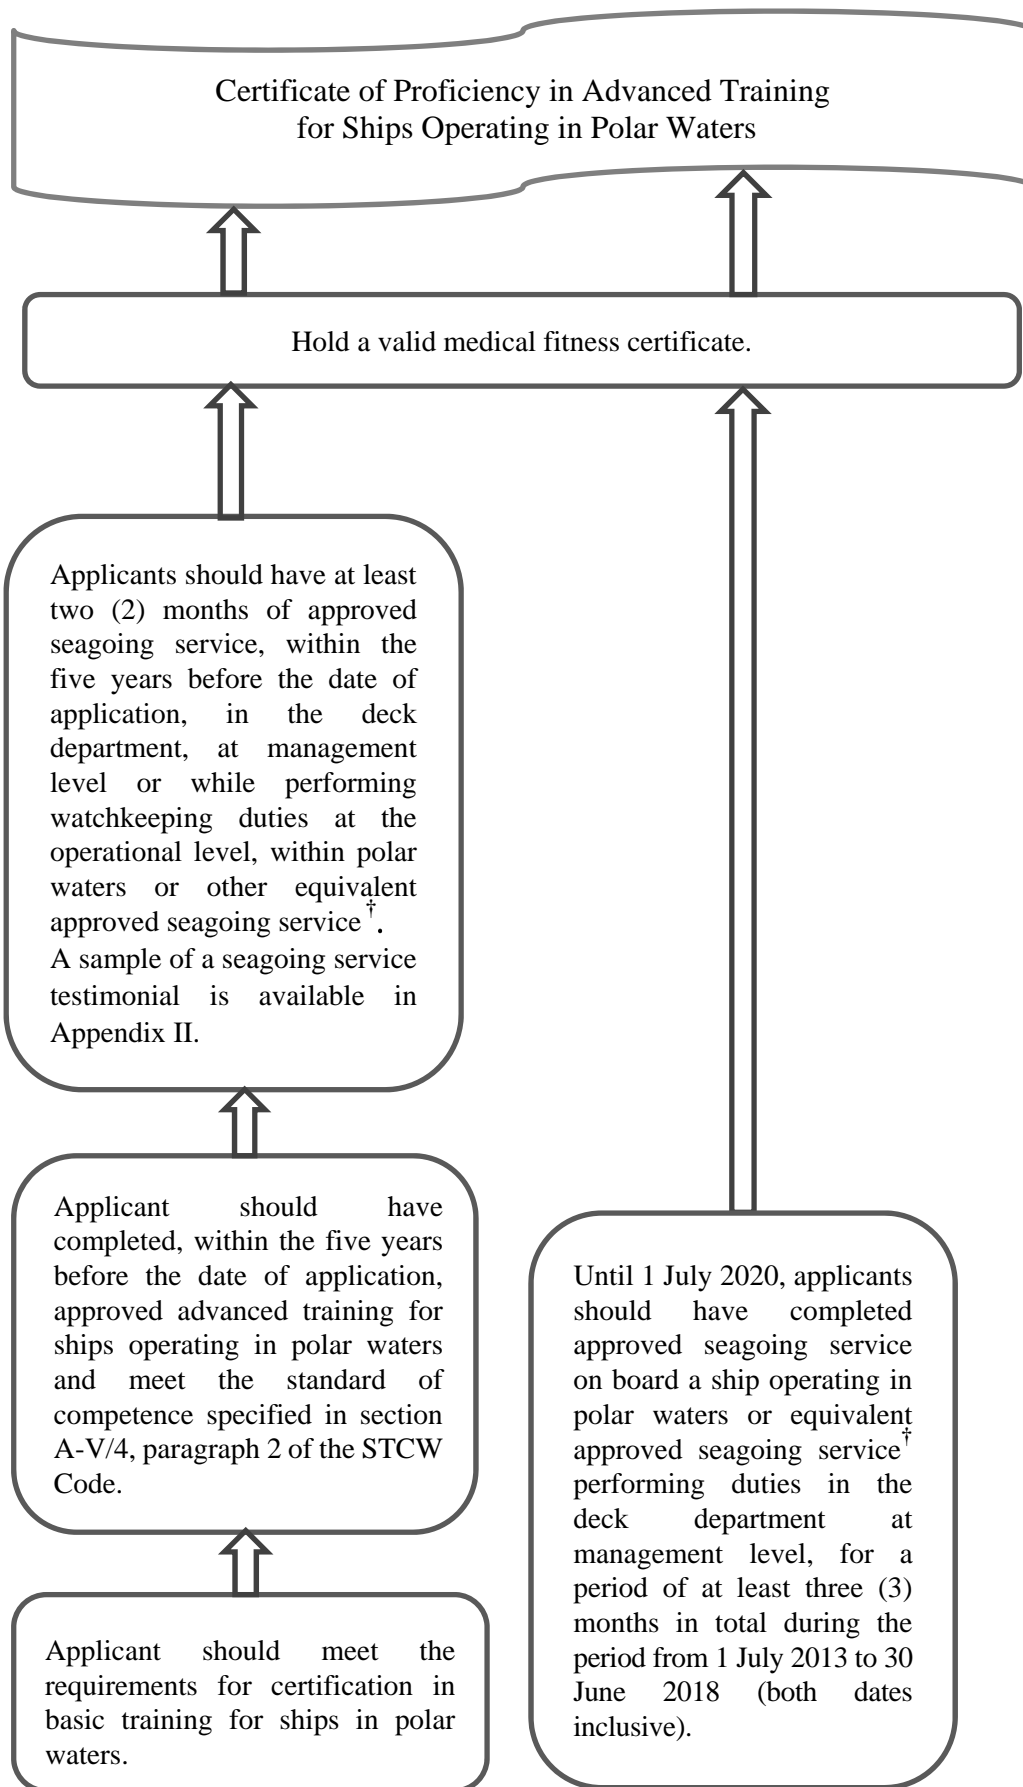 Certificate of Proficiency in Advanced Training
for Ships Operating in Polar Waters
Hold a valid medical fitness certificate.
Applicants should have at least
two (2) months of approved
seagoing service, within the
five years before the date of
application, in the deck
department, at management
level or while performing
watchkeeping duties at the
operational level, within polar
waters or other equivalent
approved seagoing service†.
A sample of a seagoing service
testimonial is available in
Appendix II.
Applicant should have
completed, within the five years
before the date of application,
approved advanced training for
ships operating in polar waters
and meet the standard of
competence specified in section
A-V/4, paragraph 2 of the STCW
Code.
Applicant should meet the
requirements for certification in
basic training for ships in polar
waters.
Until 1 July 2020, applicants
should have completed
approved seagoing service
on board a ship operating in
polar waters or equivalent
approved seagoing service†
performing duties in the
deck department at
management level, for a
period of at least three (3)
months in total during the
period from 1 July 2013 to 30
June 2018 (both dates
inclusive).